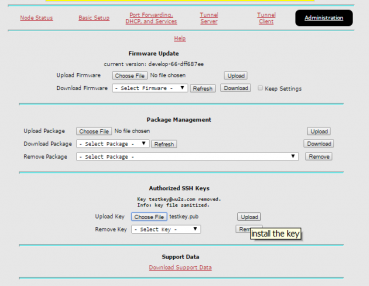 Node Status
Basic Setup
Port Forwarding,
DHCP, and Services
Tunnel
Server
Tunnel
Client
Administration
Help
Firmware Update
current version: develop-66-dff687ee
Upload Firmware Choose File No file chosen Upload
Download Firmware - Select Firmware - Refresh Download Keep Settings
Package Management
Upload Package Choose File No file chosen Upload
Download Package - Select Package - Refresh Download
Remove Package - Select Package - Remove
Authorized SSH Keys
Key testkey@wu2s.com removed.
Info: key file sanitized.
Upload Key Choose File testkey.pub Upload
Remove Key - Select Key -
install the key
Support Data
Download Support Data